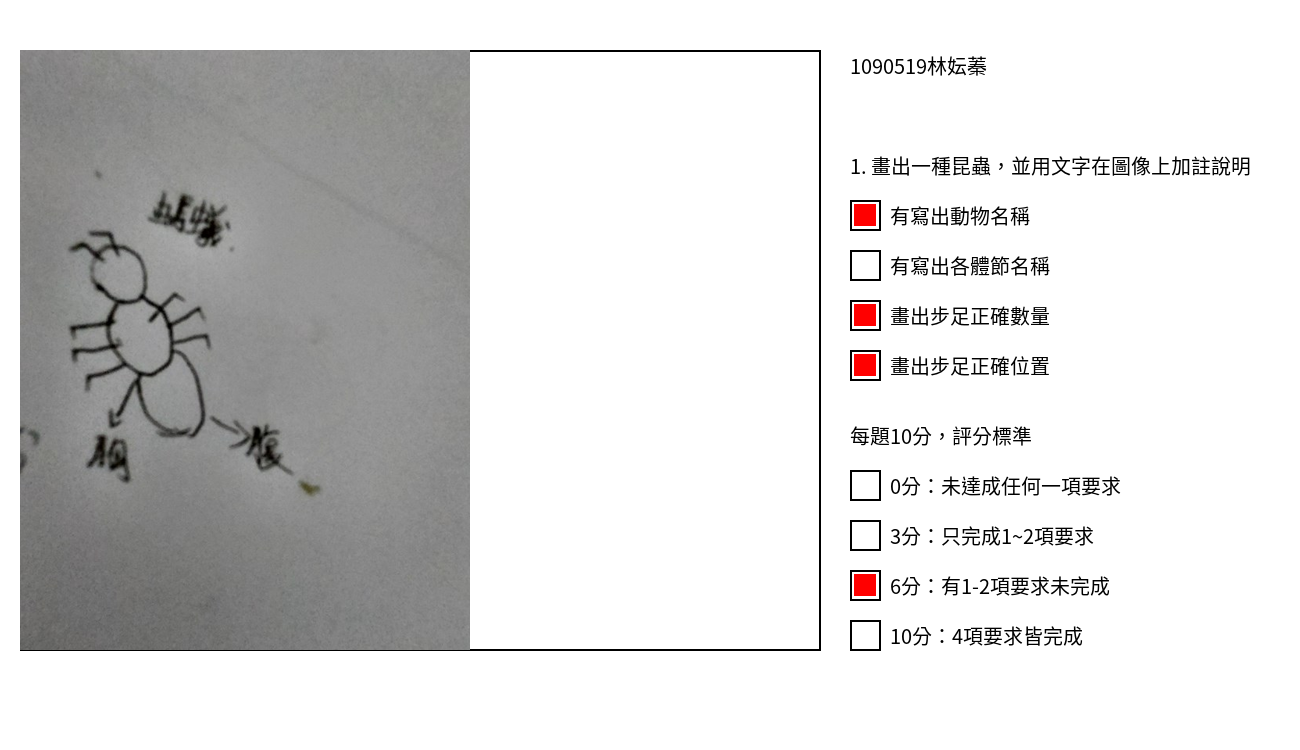 螞蟻
胸
腹
1090519林妘蓁
1. 畫出一種昆蟲，並用文字在圖像上加註說明
有寫出動物名稱
有寫出各體節名稱
畫出步足正確數量
畫出步足正確位置
每題10分，評分標準
0分：未達成任何一項要求
3分：只完成1~2項要求
6分：有1-2項要求未完成
10分：4項要求皆完成